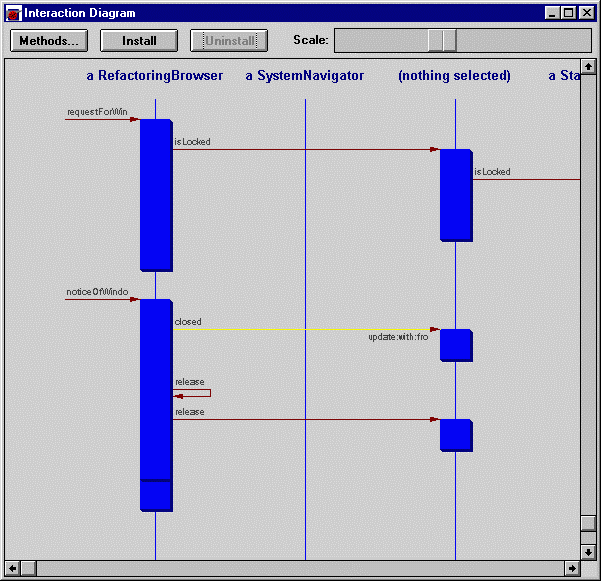 Interaction Diagram
Methods... Install Uninstall Scale:
a RefactoringBrowser a SystemNavigator (nothing selected) a Sta
requestForWin
isLocked
isLocked
noticeOfWindo
closed
update:with:fro
release
release